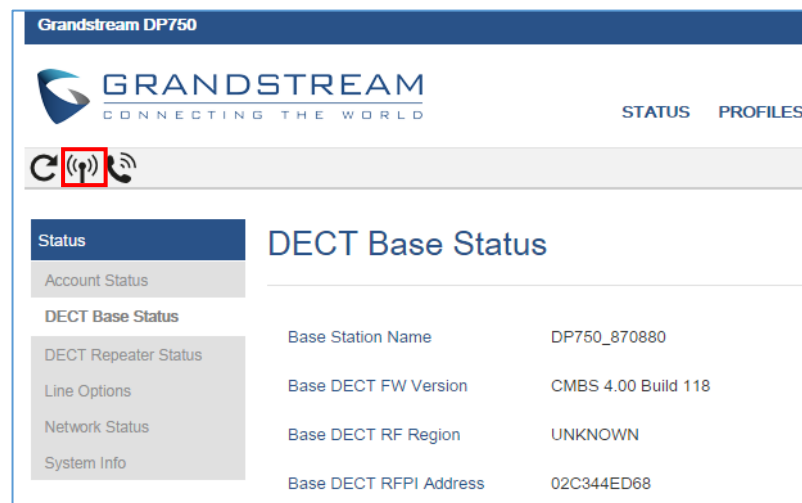 Grandstream DP750
GRANDSTREAM
CONNECTING THE WORLD
STATUS PROFILES
Status
Account Status
DECT Base Status
DECT Repeater Status
Line Options
Network Status
System Info
DECT Base Status
Base Station Name DP750_870880
Base DECT FW Version CMBS 4.00 Build 118
Base DECT RF Region UNKNOWN
Base DECT RFPI Address 02C344ED68